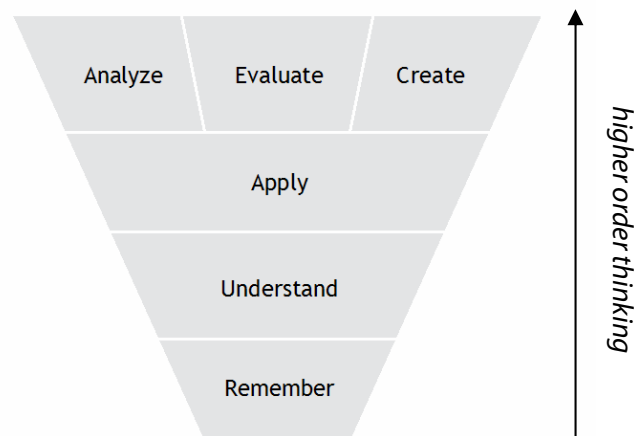 Analyze Evaluate Create
Apply
Understand
Remember
higher order thinking